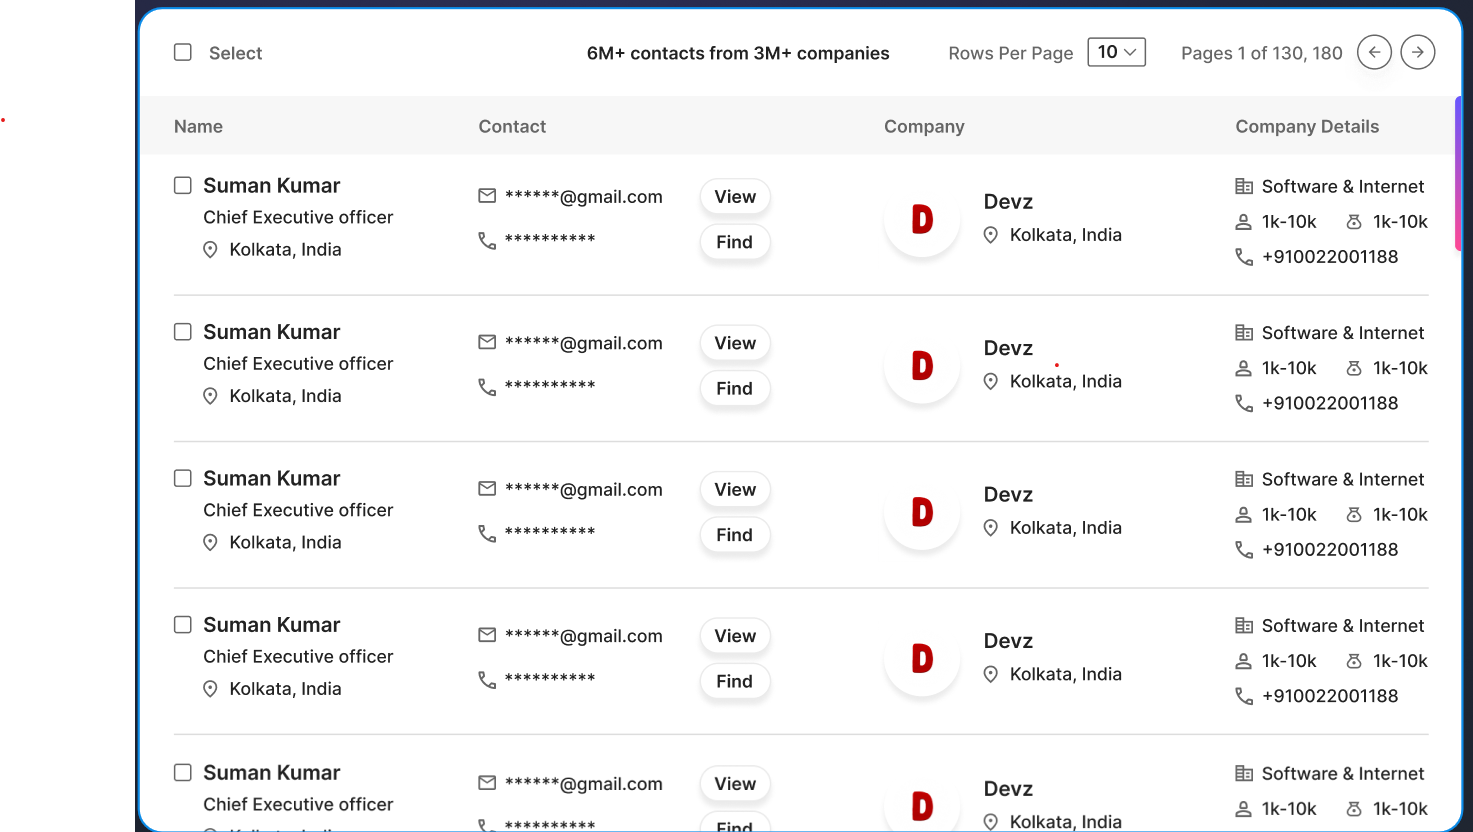 Select 6M+ contacts from 3M+ companies Rows Per Page 10 Pages 1 of 130, 180
Name Contact Company Company Details
Suman Kumar
Chief Executive officer
Kolkata, India
******@gmail.com View
********** Find
D
Devz
Kolkata, India
Software & Internet
1k-10k 1k-10k
+910022001188
Suman Kumar
Chief Executive officer
Kolkata, India
******@gmail.com View
********** Find
D
Devz
Kolkata, India
Software & Internet
1k-10k 1k-10k
+910022001188
Suman Kumar
Chief Executive officer
Kolkata, India
******@gmail.com View
********** Find
D
Devz
Kolkata, India
Software & Internet
1k-10k 1k-10k
+910022001188
Suman Kumar
Chief Executive officer
Kolkata, India
******@gmail.com View
********** Find
D
Devz
Kolkata, India
Software & Internet
1k-10k 1k-10k
+910022001188
Suman Kumar
Chief Executive officer
******@gmail.com View
********** Find
D
Devz
Kolkata, India
Software & Internet
1k-10k 1k-10k